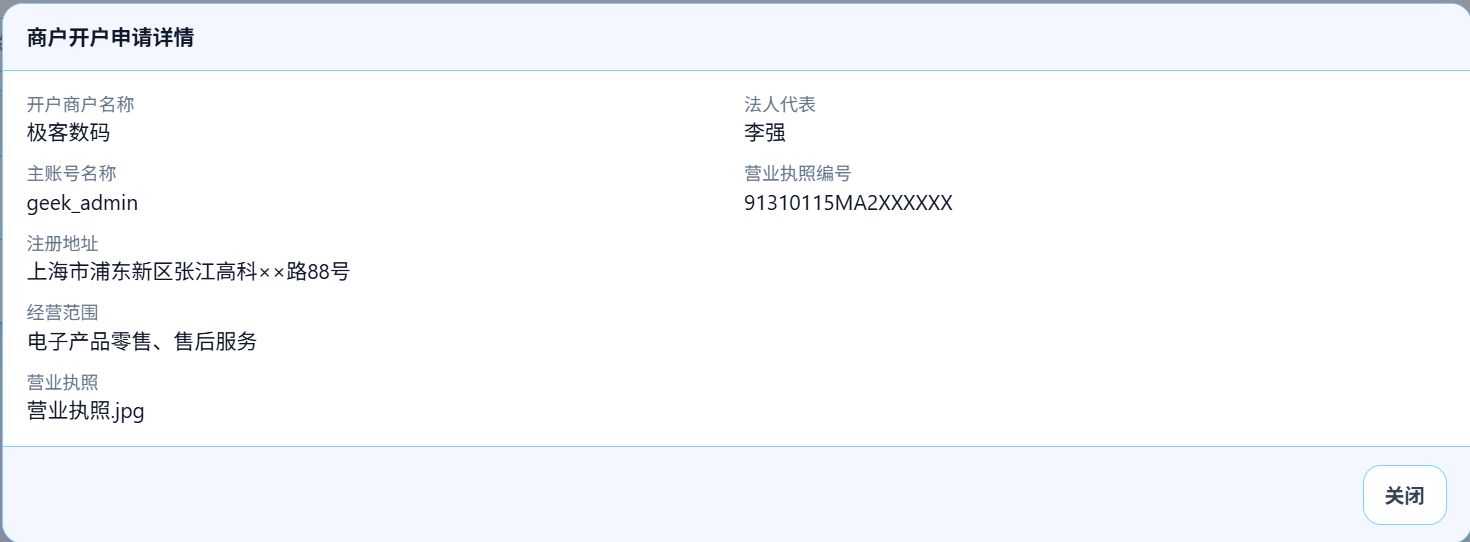 商户开户申请详情
开户商户名称
极客数码
法人代表
李强
主账号名称
geek_admin
营业执照编号
91310115MA2XXXXXX
注册地址
上海市浦东新区张江高科××路88号
经营范围
电子产品零售、售后服务
营业执照
营业执照.jpg
关闭